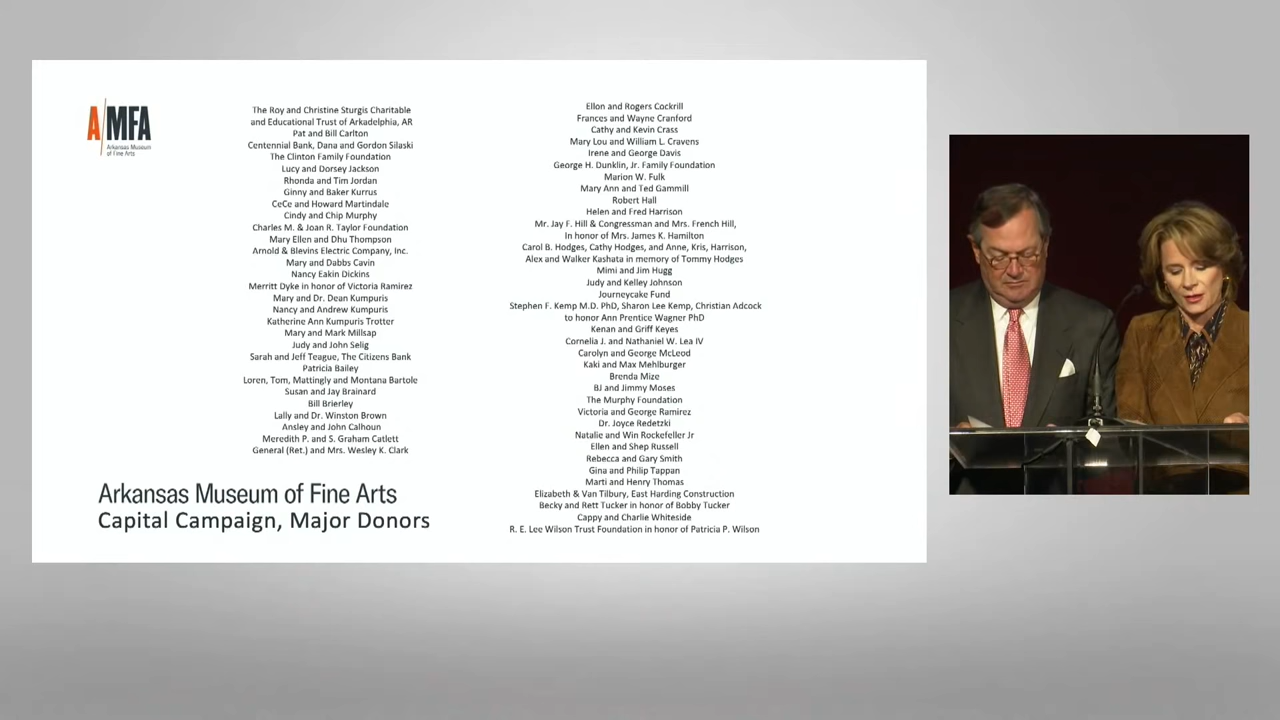 A/MFA
Arkansas Museum
of Fine Arts
The Roy and Christine Sturgis Charitable
and Educational Trust of Arkadelphia, AR
Pat and Bill Carlton
Centennial Bank, Dana and Gordon Silaski
The Clinton Family Foundation
Lucy and Dorsey Jackson
Rhonda and Tim Jordan
Ginny and Baker Kurrus
CeCe and Howard Martindale
Cindy and Chip Murphy
Charles M. & Joan R. Taylor Foundation
Mary Ellen and Dhu Thompson
Arnold & Blevins Electric Company, Inc.
Mary and Dabbs Cavin
Nancy Eakin Dickins
Merritt Dyke in honor of Victoria Ramirez
Mary and Dr. Dean Kumpuris
Nancy and Andrew Kumpuris
Katherine Ann Kumpuris Trotter
Mary and Mark Millsap
Judy and John Selig
Sarah and Jeff Teague, The Citizens Bank
Patricia Bailey
Loren, Tom, Mattingly and Montana Bartole
Susan and Jay Brainard
Bill Brierley
Lally and Dr. Winston Brown
Ansley and John Calhoun
Meredith P. and S. Graham Catlett
General (Ret.) and Mrs. Wesley K. Clark
Ellon and Rogers Cockrill
Frances and Wayne Cranford
Cathy and Kevin Crass
Mary Lou and William L. Cravens
Irene and George Davis
George H. Dunklin, Jr. Family Foundation
Marion W. Fulk
Mary Ann and Ted Gammill
Robert Hall
Helen and Fred Harrison
Mr. Jay F. Hill & Congressman and Mrs. French Hill,
In honor of Mrs. James K. Hamilton
Carol B. Hodges, Cathy Hodges, and Anne, Kris, Harrison,
Alex and Walker Kashata in memory of Tommy Hodges
Mimi and Jim Hugg
Judy and Kelley Johnson
Journeycake Fund
Stephen F. Kemp M.D. PhD, Sharon Lee Kemp, Christian Adcock
to honor Ann Prentice Wagner PhD
Kenan and Griff Keyes
Cornelia J. and Nathaniel W. Lea IV
Carolyn and George McLeod
Kaki and Max Mehlburger
Brenda Mize
BJ and Jimmy Moses
The Murphy Foundation
Victoria and George Ramirez
Dr. Joyce Redetzki
Natalie and Win Rockefeller Jr
Ellen and Shep Russell
Rebecca and Gary Smith
Gina and Philip Tappan
Marti and Henry Thomas
Elizabeth & Van Tilbury, East Harding Construction
Becky and Rett Tucker in honor of Bobby Tucker
Cappy and Charlie Whiteside
R. E. Lee Wilson Trust Foundation in honor of Patricia P. Wilson
Arkansas Museum of Fine Arts
Capital Campaign, Major Donors